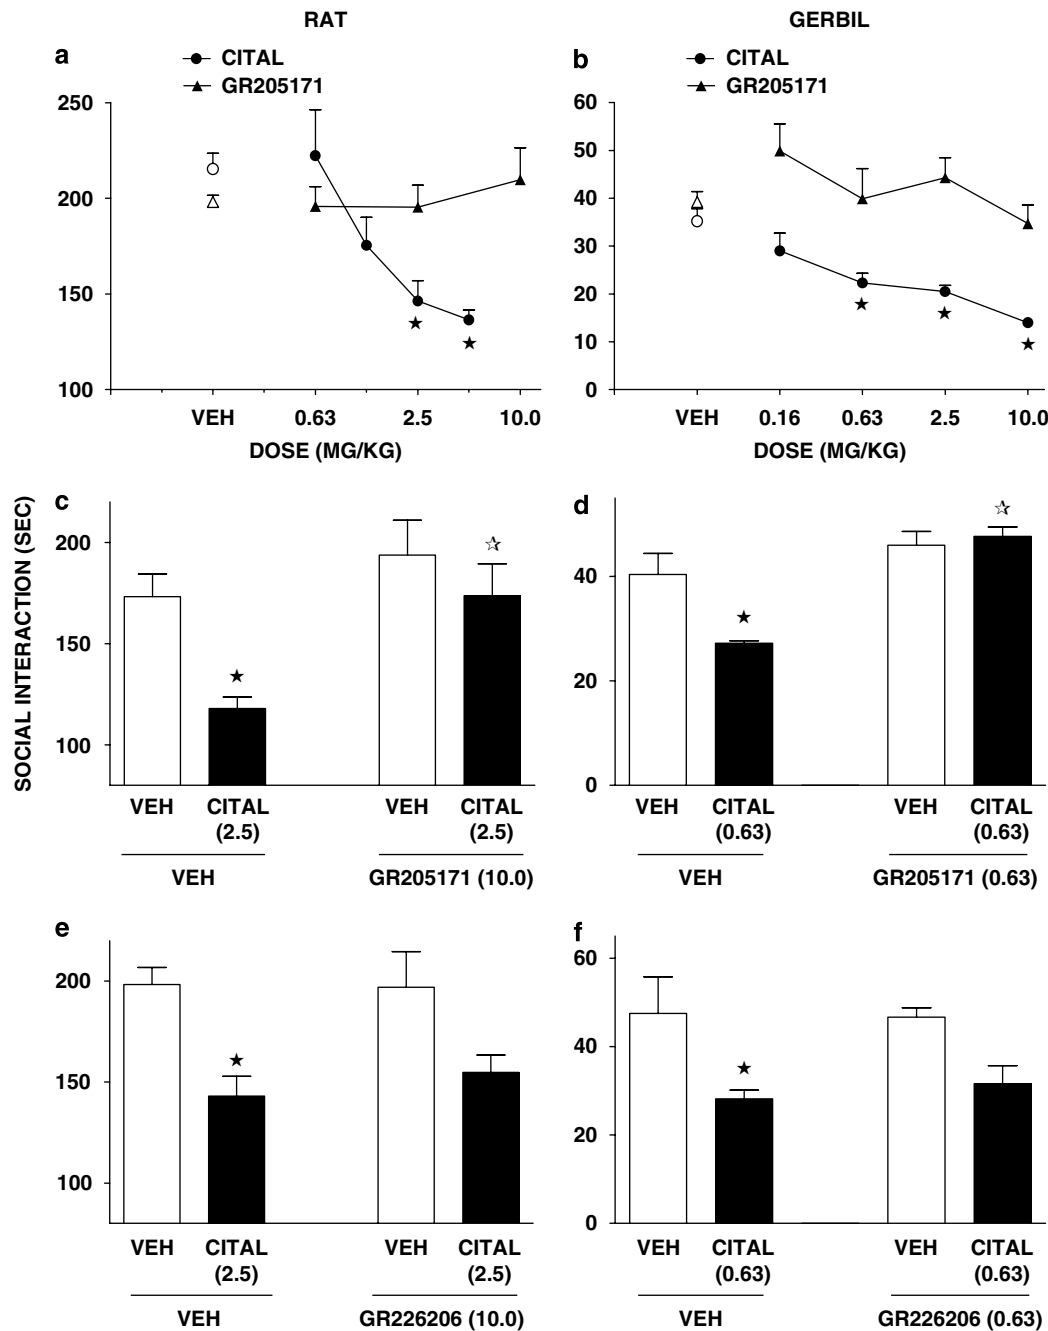 RAT
GERBIL
a
CITAL
GR205171
250
200
150
100
VEH 0.63 2.5 10.0
DOSE (MG/KG)
b
CITAL
GR205171
60
50
40
30
20
10
0
VEH 0.16 0.63 2.5 10.0
DOSE (MG/KG)
SOCIAL INTERACTION (SEC)
c
200
150
100
VEH CITAL VEH CITAL
(2.5) (2.5)
VEH GR205171 (10.0)
d
40
20
0
VEH CITAL VEH CITAL
(0.63) (0.63)
VEH GR205171 (0.63)
e
200
150
100
VEH CITAL VEH CITAL
(2.5) (2.5)
VEH GR226206 (10.0)
f
60
40
20
0
VEH CITAL VEH CITAL
(0.63) (0.63)
VEH GR226206 (0.63)